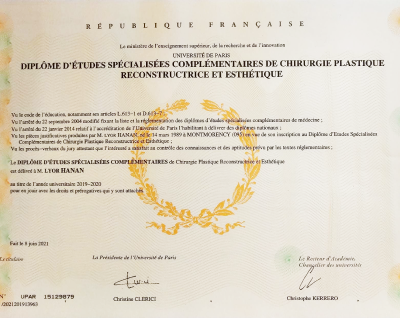 RÉPUBLIQUE FRANÇAISE
Le ministère de l'enseignement supérieur, de la recherche et de l'innovation
UNIVERSITÉ DE PARIS
DIPLÔME D'ÉTUDES SPÉCIALISÉES COMPLÉMENTAIRES DE CHIRURGIE PLASTIQUE
RECONSTRUCTRICE ET ESTHÉTIQUE
Vu le code de l'éducation, notamment ses articles L.613-1 et D.613-7;
Vu l'arrêté du 22 septembre 2004 modifié fixant la liste et la réglementation des diplômes d'études spécialisées complémentaires de médecine ;
Vu l'arrêté du 22 janvier 2014 relatif à l'accréditation de l'Université de Paris l'habilitant à délivrer des diplômes nationaux ;
Vu les pièces justificatives produites par M. LYOR HANAN, né le 14 mars 1989 à MONTMORENCY (095) en vue de son inscription au Diplôme d'Etudes Spécialisées
Complémentaires de Chirurgie Plastique Reconstructrice et Esthétique ;
Vu les procès-verbaux du jury attestant que l'intéressé a satisfait au contrôle des connaissances et des aptitudes prévu par les textes réglementaires ;
Le DIPLÔME D'ÉTUDES SPÉCIALISÉES COMPLÉMENTAIRES de Chirurgie Plastique Reconstructrice et Esthétique
est délivré à M. LYOR HANAN
au titre de l'année universitaire 2019-2020
pour en jouir avec les droits et prérogatives qui y sont attachés.
Fait le 8 juin 2021
Le titulaire
La Présidente de l'Université de Paris
Le Recteur d'Académie,
Chancelier des universités
N° UPAR 15129879
/2021201913963
Christine CLERICI
Christophe KERRERO